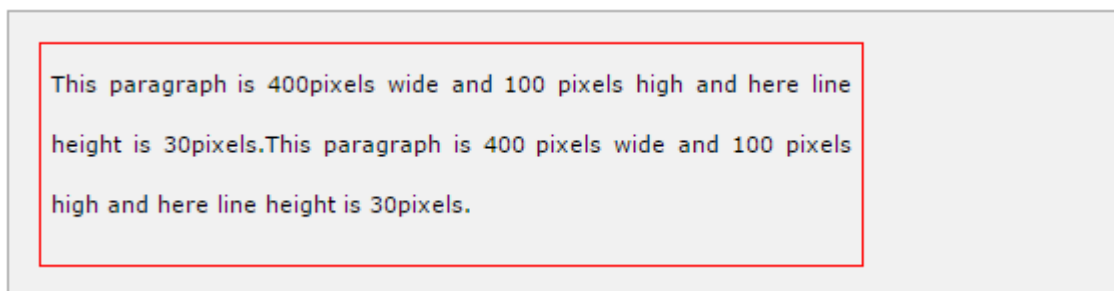 This paragraph is 400pixels wide and 100 pixels high and here line
height is 30pixels.This paragraph is 400 pixels wide and 100 pixels
high and here line height is 30pixels.